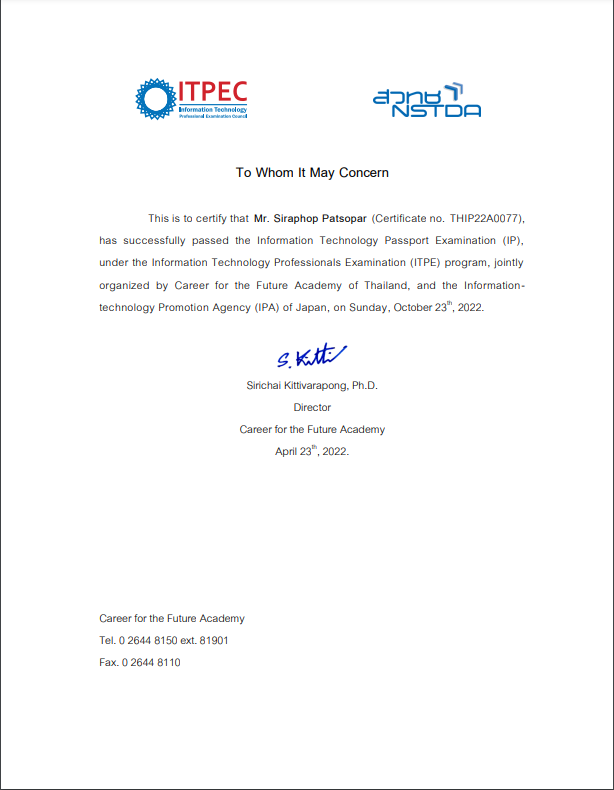 ITPEC
Information Technology
Professional Examination Council
สวทช
NSTDA
To Whom It May Concern
This is to certify that Mr. Siraphop Patsopar (Certificate no. THIP22A0077),
has successfully passed the Information Technology Passport Examination (IP),
under the Information Technology Professionals Examination (ITPE) program, jointly
organized by Career for the Future Academy of Thailand, and the Information-
technology Promotion Agency (IPA) of Japan, on Sunday, October 23th, 2022.
S. Kitti
Sirichai Kittivarapong, Ph.D.
Director
Career for the Future Academy
April 23th, 2022.
Career for the Future Academy
Tel. 0 2644 8150 ext. 81901
Fax. 0 2644 8110